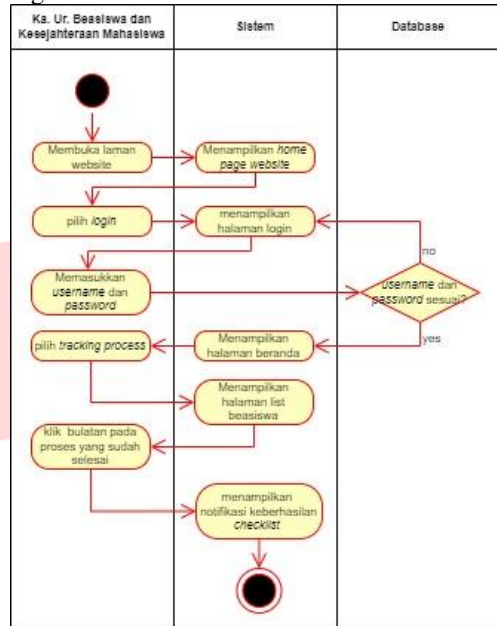 Ka. Ur. Beasiswa dan
Kesejahteraan Mahasiswa
Sistem
Database
Membuka laman
website
Menampilkan home
page website
pilih login
menampilkan
halaman login
no
Memasukkan
username dan
password
username dan
password sesuai?
yes
pilih tracking process
Menampilkan
halaman beranda
Menampilkan
halaman list
beasiswa
klik bulatan pada
proses yang sudah
selesai
menampilkan
notifikasi keberhasilan
checklist